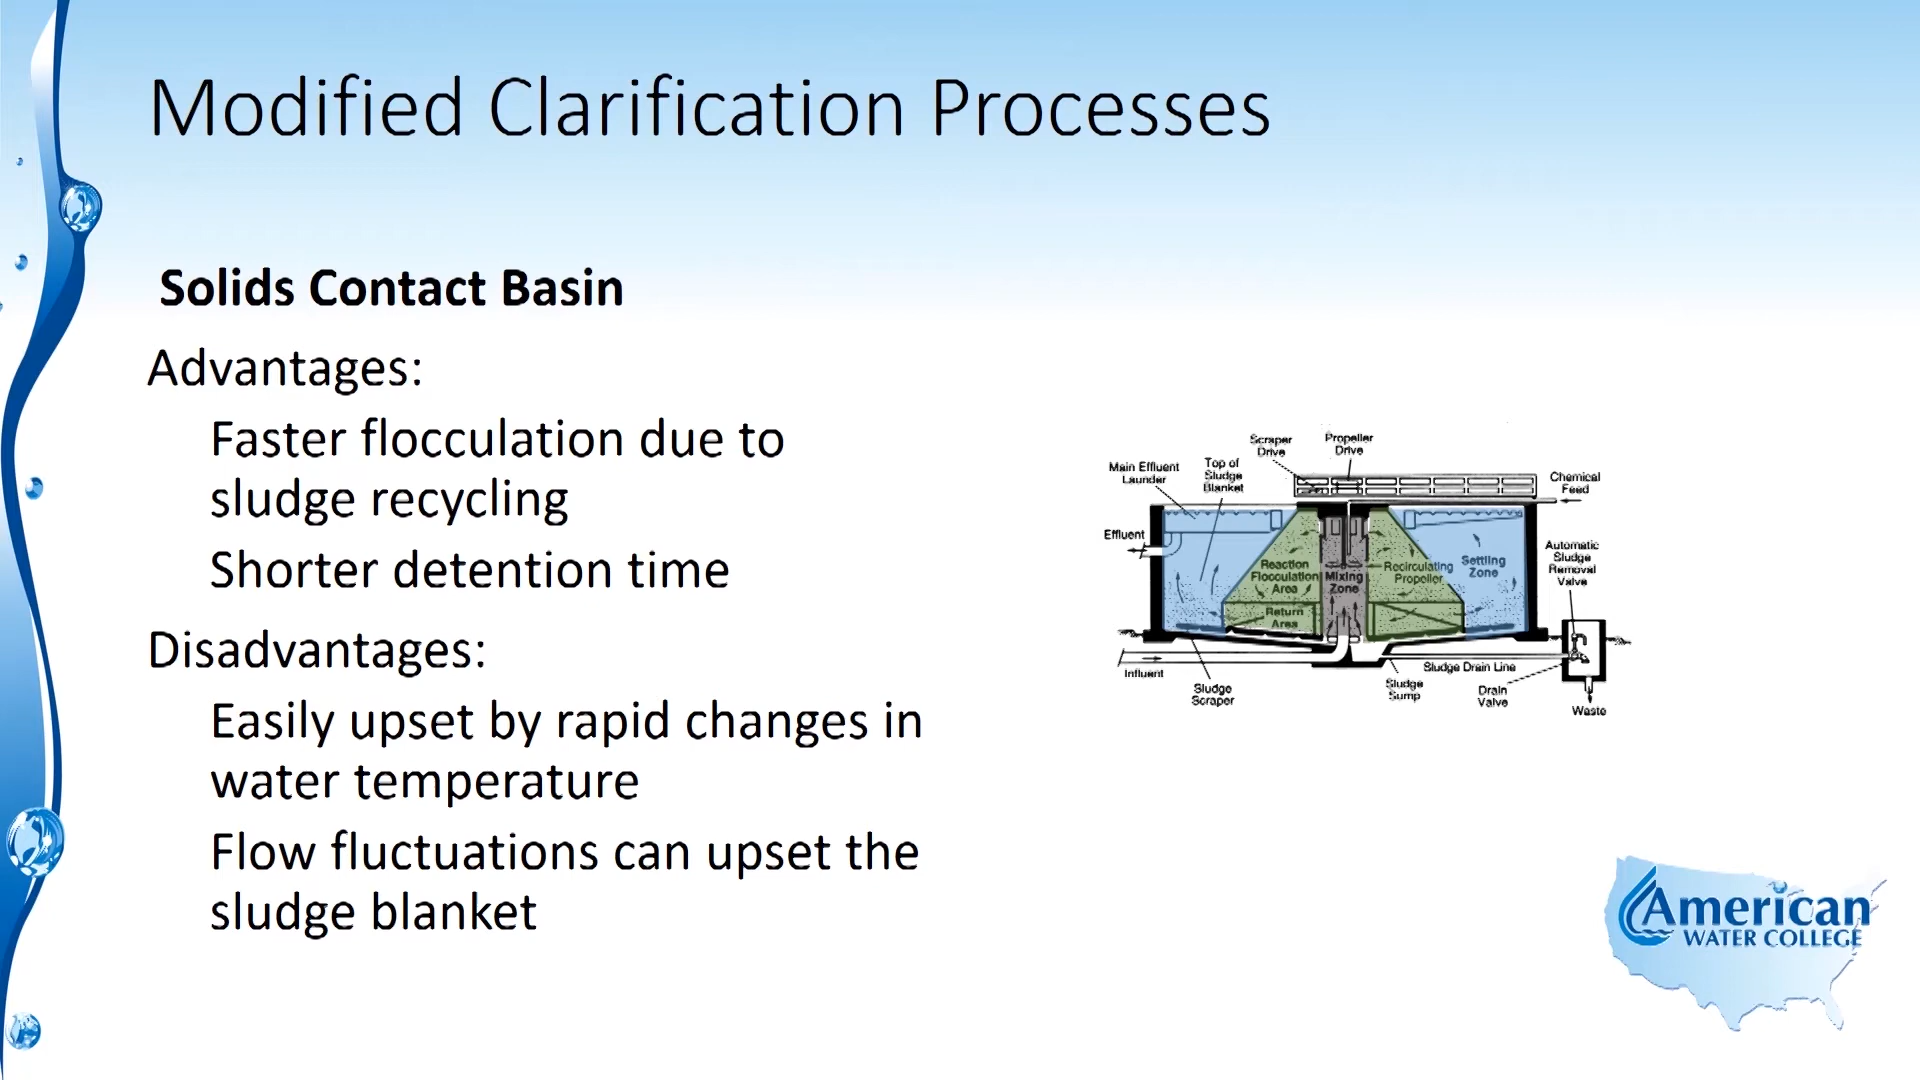 Modified Clarification Processes
Solids Contact Basin
Advantages:
Faster flocculation due to
sludge recycling
Shorter detention time
Disadvantages:
Easily upset by rapid changes in
water temperature
Flow fluctuations can upset the
sludge blanket
Scraper
Drive
Propeller
Drive
Main Effluent
Launder
Top of
Sludge
Blanket
Chemical
Feed
Effluent
Automatic
Sludge
Removal
Valve
Reaction
Flocculation
Area
Mixing
Zone
Recirculating
Propeller
Settling
Zone
Return
Area
Influent
Sludge
Scraper
Sludge
Sump
Sludge Drain Line
Drain
Valve
Waste
American
WATER COLLEGE